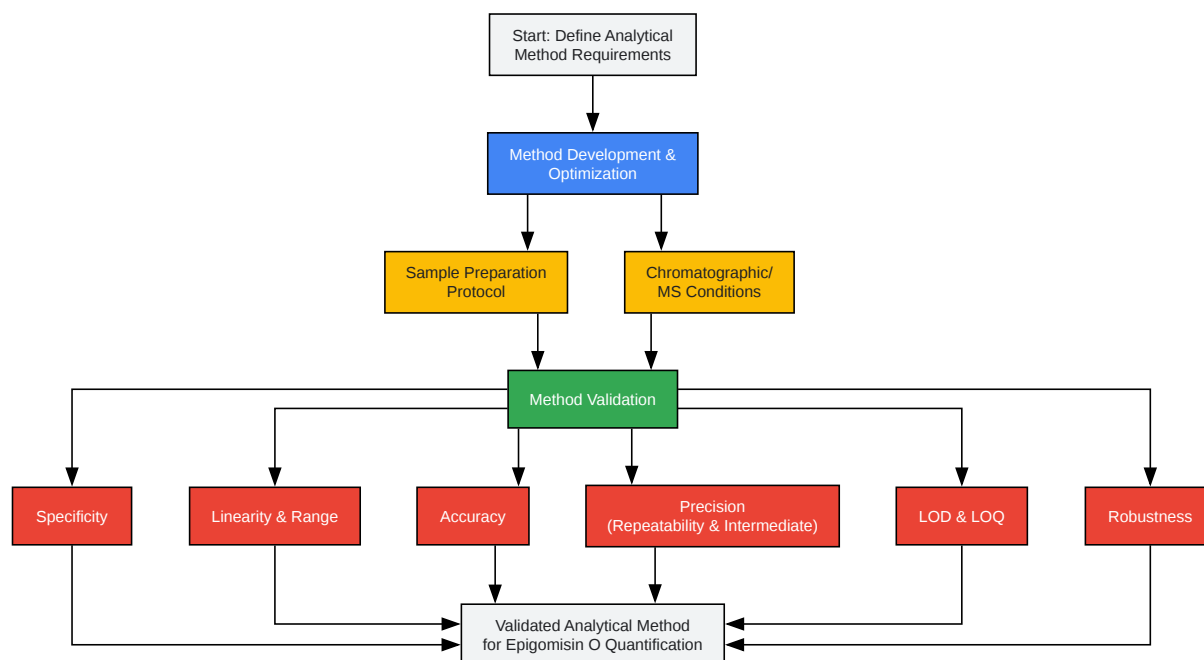 Start: Define Analytical
Method Requirements
Method Development &
Optimization
Sample Preparation
Protocol
Chromatographic/
MS Conditions
Method Validation
Specificity
Linearity & Range
Accuracy
Precision
(Repeatability & Intermediate)
LOD & LOQ
Robustness
Validated Analytical Method
for Epigomisin O Quantification